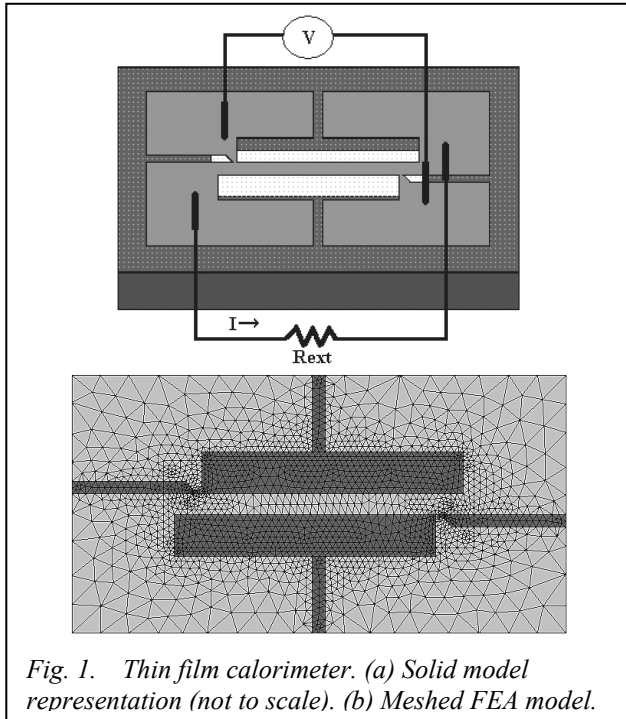 V
I→
Rext
Fig. 1. Thin film calorimeter. (a) Solid model
representation (not to scale). (b) Meshed FEA model.